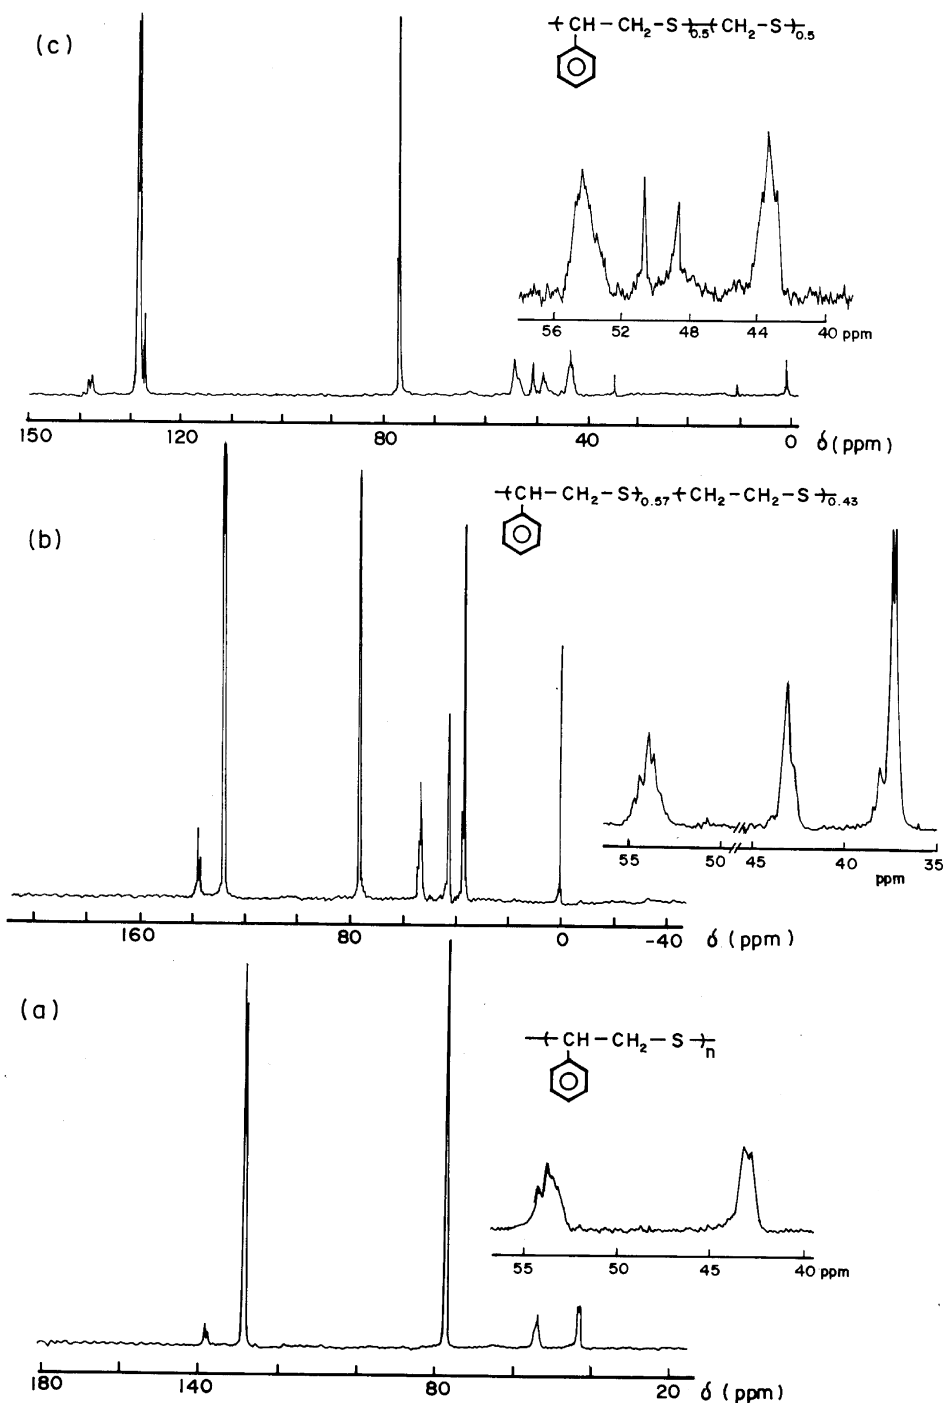 (c)
-(CH-CH₂-S)0.5(CH₂-S)0.5
56 52 48 44 40 ppm
150 120 80 40 0 δ(ppm)
(b)
-(CH-CH₂-S)0.57(CH₂-CH₂-S)0.43
55 50 45 40 35
ppm
160 80 0 -40 δ(ppm)
(a)
-(CH-CH₂-S)n
55 50 45 40 ppm
180 140 80 20 δ(ppm)